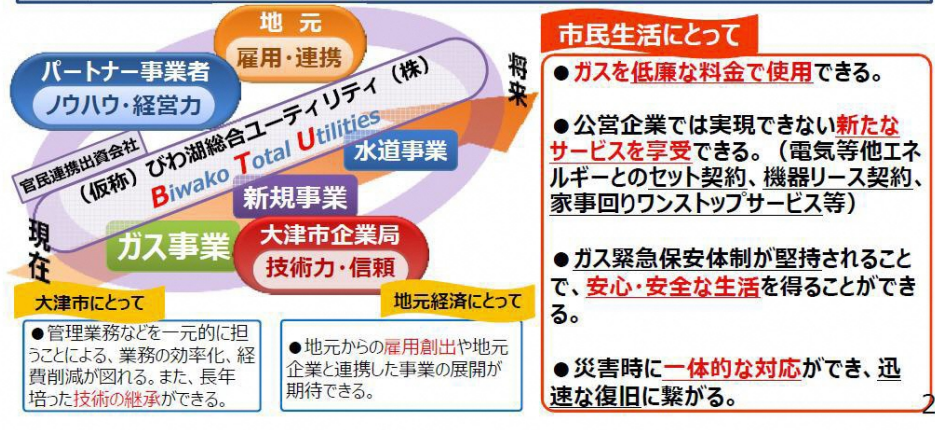 地 元
雇用・連携
パートナー事業者
ノウハウ・経営力
官民連携出資会社
（仮称）びわ湖総合ユーティリティ（株）
Biwako Total Utilities
将来
水道事業
新規事業
ガス事業
大津市企業局
技術力・信頼
現在
大津市にとって
●管理業務などを一元的に担
うことによる、業務の効率化、経
費削減が図れる。また、長年
培った技術の継承ができる。
地元経済にとって
●地元からの雇用創出や地元
企業と連携した事業の展開が
期待できる。
市民生活にとって
●ガスを低廉な料金で使用できる。
●公営企業では実現できない新たな
サービスを享受できる。（電気等他エネ
ルギーとのセット契約、機器リース契約、
家事回りワンストップサービス等）
●ガス緊急保安体制が堅持されること
で、安心・安全な生活を得ることができ
る。
●災害時に一体的な対応ができ、迅
速な復旧に繋がる。
2